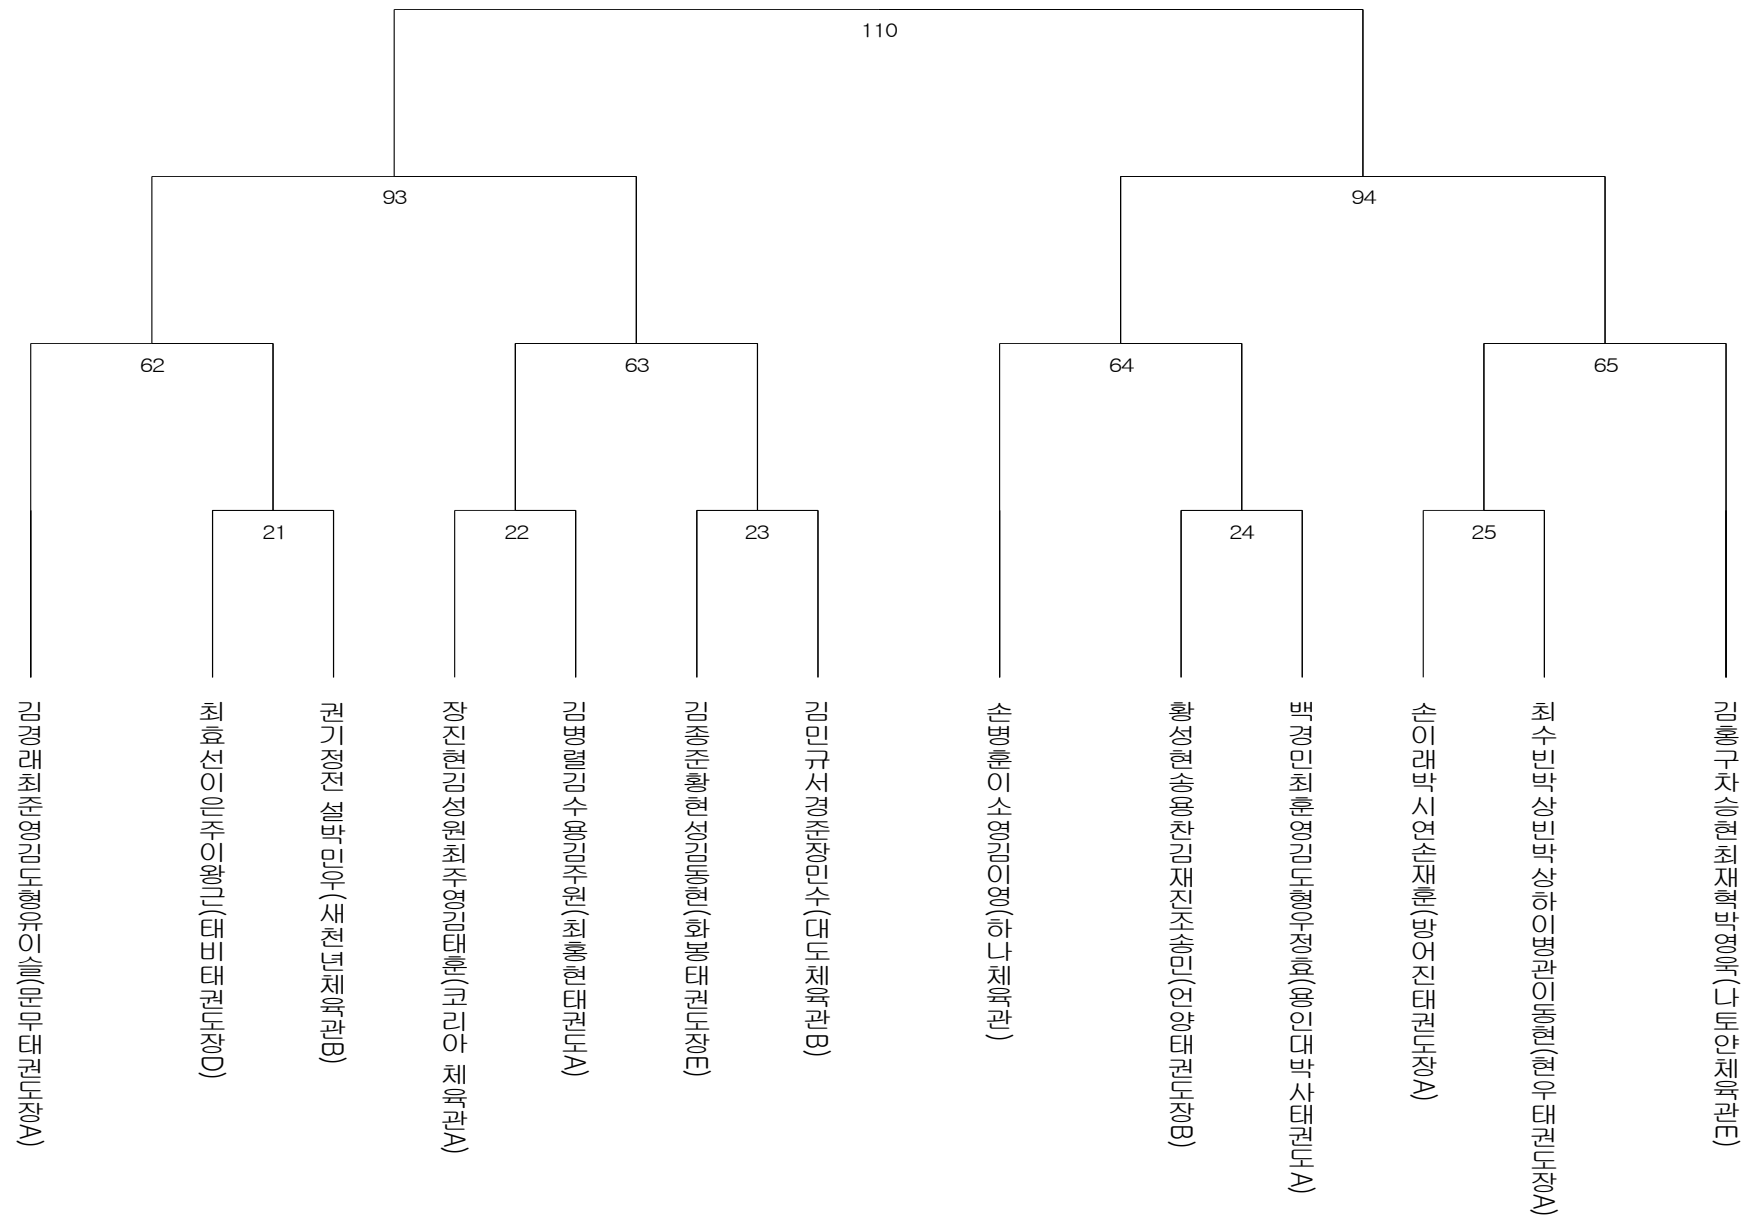 110
93
94
62
63
64
65
21
22
23
24
25
김경래최준영김도형유이슬(문무태권도장A)
최효선이은주이왕근(태비태권도장D)
권기정전 설박민우(새천년체육관B)
장진현김성원최주영김태훈(코리아 체육관A)
김병렬김수용김주원(최홍현태권도A)
김종준황현성김동현(화봉태권도장E)
김민규서경준장민수(대도체육관B)
손병훈이소영김이영(하나체육관)
황성현송용찬김재진조송민(언양태권도장B)
백경민최훈영김도형우정효(용인대박사태권도A)
손이래박시연손재훈(방어진태권도장A)
최수빈박상빈박상하이병관이동현(현우태권도장A)
김홍구차승현최재혁박영욱(나토얀체육관E)